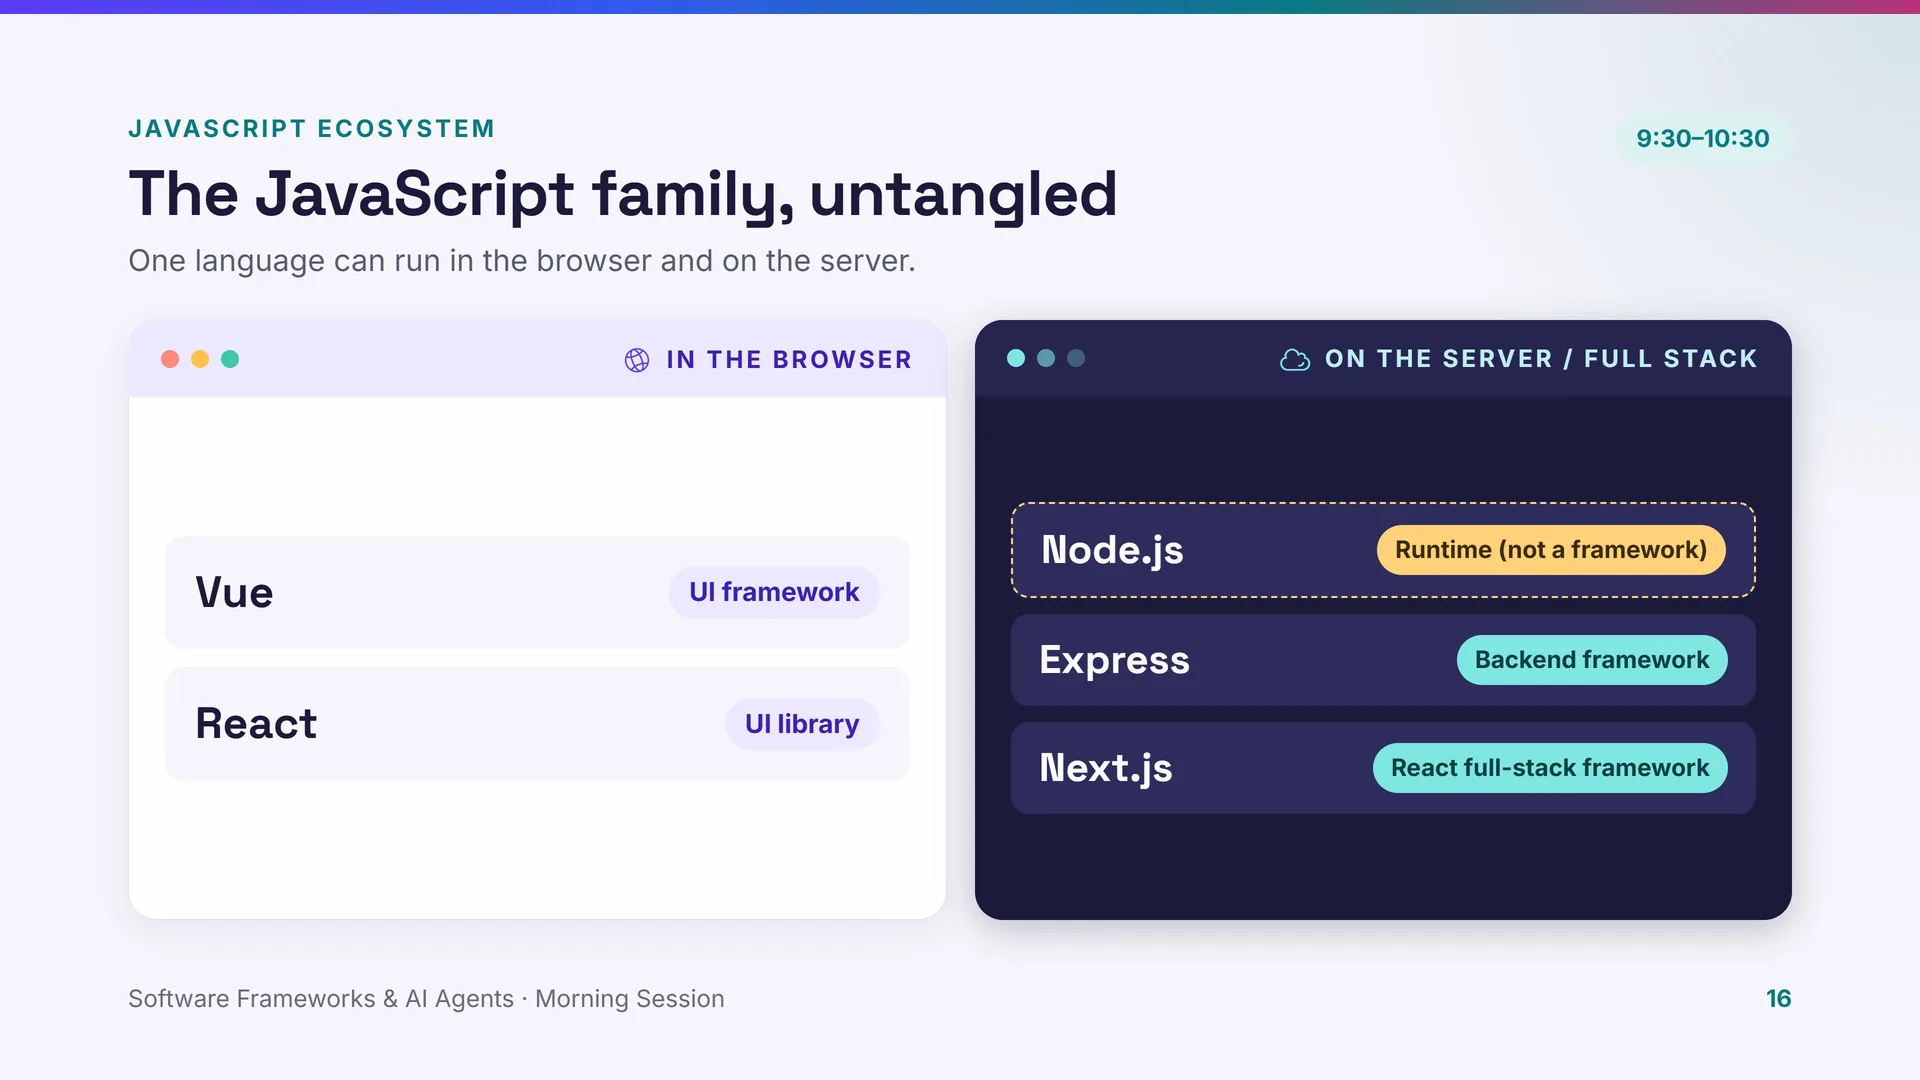 JAVASCRIPT ECOSYSTEM
9:30–10:30
The JavaScript family, untangled
One language can run in the browser and on the server.
IN THE BROWSER
Vue
UI framework
React
UI library
ON THE SERVER / FULL STACK
Node.js
Runtime (not a framework)
Express
Backend framework
Next.js
React full-stack framework
Software Frameworks & AI Agents · Morning Session
16